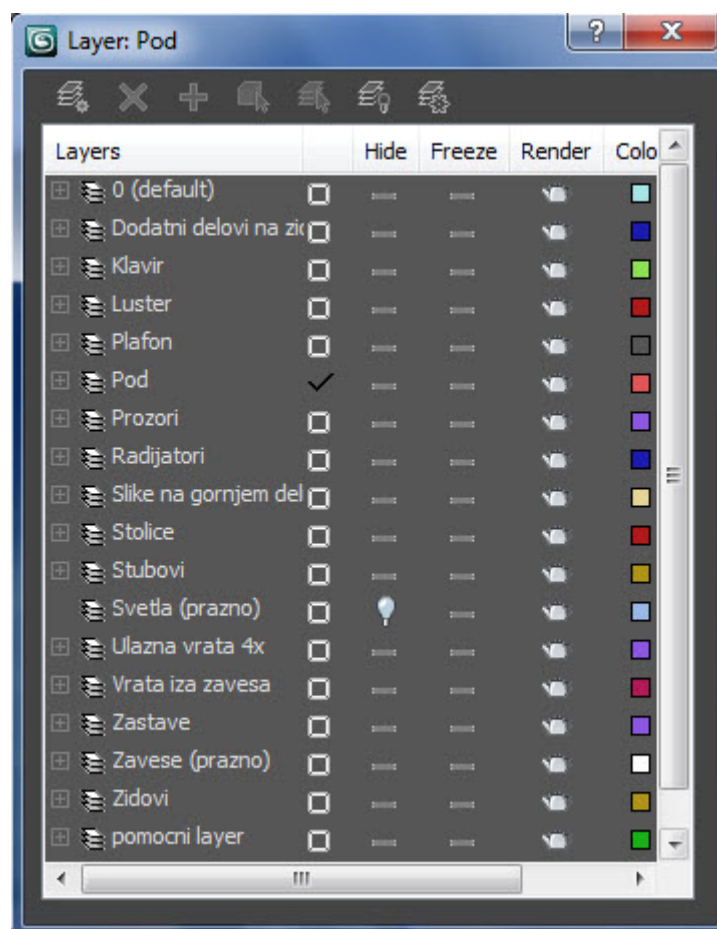 Layer: Pod
Layers Hide Freeze Render Colo
0 (default)
Dodatni delovi na zic
Klavir
Luster
Plafon
Pod
Prozori
Radijatori
Slike na gornjem del
Stolice
Stubovi
Svetla (prazno)
Ulazna vrata 4x
Vrata iza zavesa
Zastave
Zavese (prazno)
Zidovi
pomocni layer